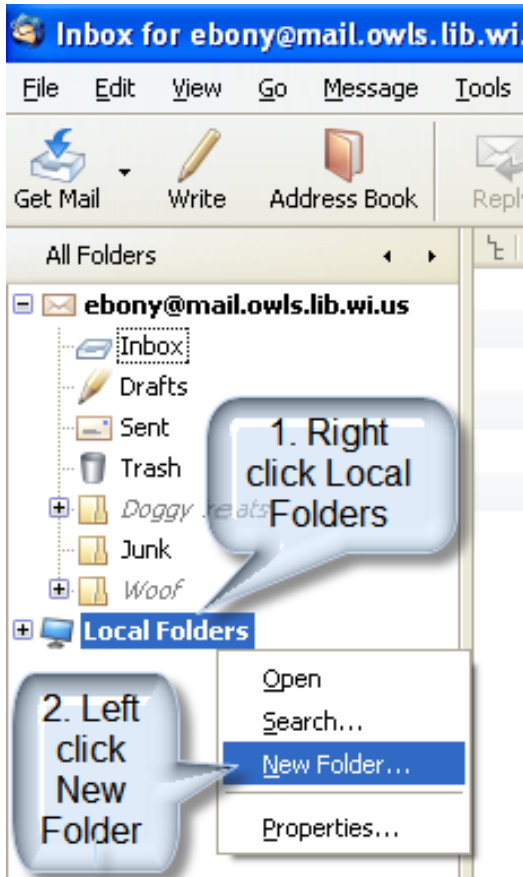 Inbox for ebony@mail.owls.lib.wi.
File Edit View Go Message Tools
Get Mail Write Address Book Reply
All Folders
ebony@mail.owls.lib.wi.us
Inbox
Drafts
Sent
Trash
Doggy
Junk
Woof
Local Folders
1. Right
click Local
Folders
Open
Search...
New Folder...
Properties...
2. Left
click
New
Folder